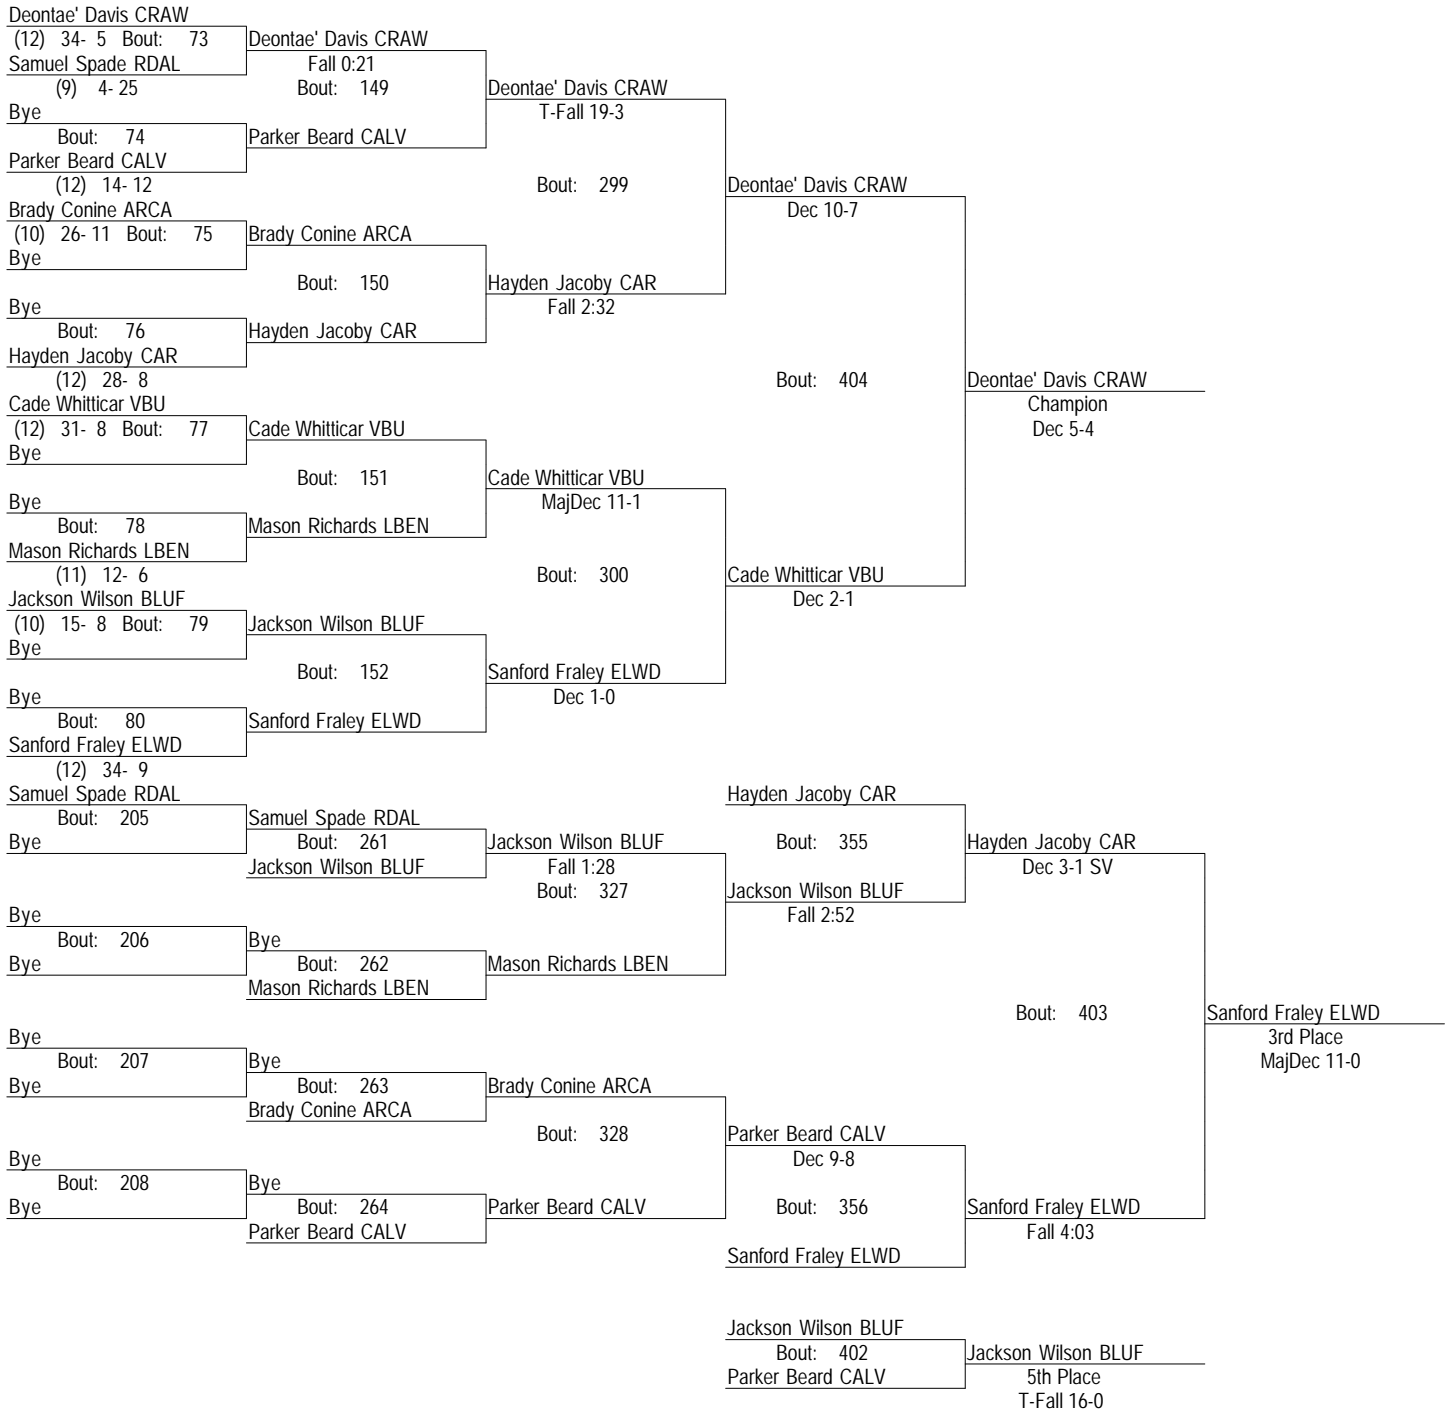 Deontae' Davis CRAW
(12) 34- 5 Bout: 73 Deontae' Davis CRAW
Samuel Spade RDAL Fall 0:21
(9) 4- 25 Bout: 149 Deontae' Davis CRAW
Bye T-Fall 19-3
Bout: 74 Parker Beard CALV
Parker Beard CALV
(12) 14- 12 Bout: 299 Deontae' Davis CRAW
Brady Conine ARCA Dec 10-7
(10) 26- 11 Bout: 75 Brady Conine ARCA
Bye
Bout: 150 Hayden Jacoby CAR
Bye Fall 2:32
Bout: 76 Hayden Jacoby CAR
Hayden Jacoby CAR
(12) 28- 8 Bout: 404 Deontae' Davis CRAW
Cade Whitticar VBU Champion
(12) 31- 8 Bout: 77 Cade Whitticar VBU Dec 5-4
Bye
Bout: 151 Cade Whitticar VBU
Bye MajDec 11-1
Bout: 78 Mason Richards LBEN
Mason Richards LBEN
(11) 12- 6 Bout: 300 Cade Whitticar VBU
Jackson Wilson BLUF Dec 2-1
(10) 15- 8 Bout: 79 Jackson Wilson BLUF
Bye
Bout: 152 Sanford Fraley ELWD
Bye Dec 1-0
Bout: 80 Sanford Fraley ELWD
Sanford Fraley ELWD
(12) 34- 9
Samuel Spade RDAL Hayden Jacoby CAR
Bout: 205 Samuel Spade RDAL
Bye Bout: 261 Jackson Wilson BLUF Bout: 355 Hayden Jacoby CAR
Jackson Wilson BLUF Fall 1:28 Dec 3-1 SV
Bout: 327 Jackson Wilson BLUF
Bye Fall 2:52
Bout: 206 Bye
Bye Bout: 262 Mason Richards LBEN
Mason Richards LBEN
Bout: 403 Sanford Fraley ELWD
Bye 3rd Place
Bout: 207 Bye MajDec 11-0
Bye Bout: 263 Brady Conine ARCA
Brady Conine ARCA
Bout: 328 Parker Beard CALV
Bye Dec 9-8
Bout: 208 Bye
Bye Bout: 264 Parker Beard CALV Bout: 356 Sanford Fraley ELWD
Parker Beard CALV Fall 4:03
Sanford Fraley ELWD
Jackson Wilson BLUF
Bout: 402 Jackson Wilson BLUF
Parker Beard CALV 5th Place
T-Fall 16-0